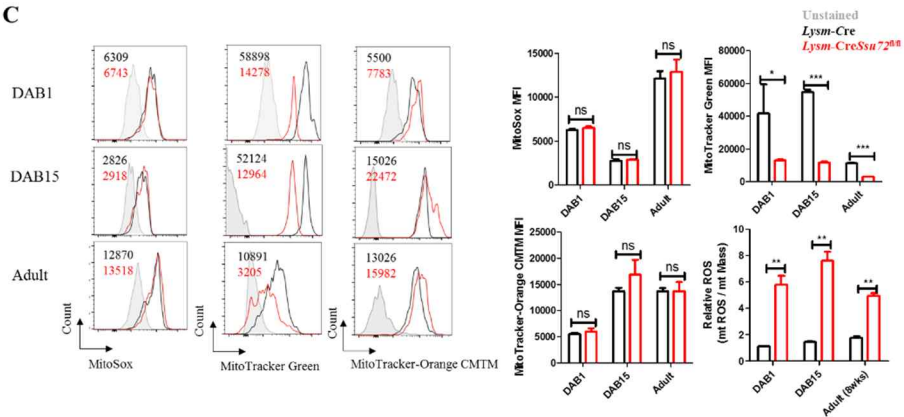 C
Unstained
Lysm-Cre
Lysm-CreSsu72fl/fl
DAB1
6309
6743
58898
14278
5500
7783
DAB15
2826
2918
52124
12964
15026
22472
Adult
12870
13518
10891
3205
13026
15982
Count
Count
Count
MitoSox
MitoTracker Green
MitoTracker-Orange CMTM
MitoSox MFI
15000
10000
5000
0
ns
ns
ns
DAB1
DAB15
Adult
MitoTracker Green MFI
80000
60000
40000
20000
0
*
***
***
DAB1
DAB15
Adult
MitoTracker-Orange CMTM MFI
25000
20000
15000
10000
5000
0
ns
ns
ns
DAB1
DAB15
Adult
Relative ROS
(mt ROS / mt Mass)
10
8
6
4
2
0
**
**
**
DAB1
DAB15
Adult (8wks)